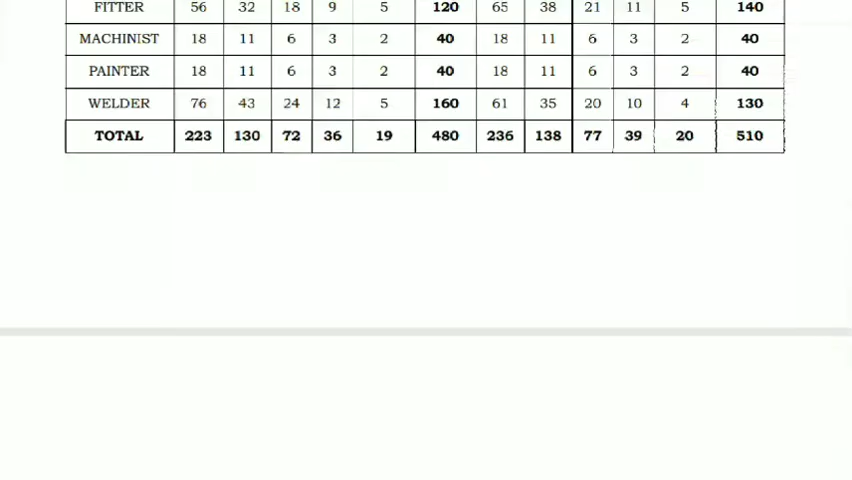 FITTER 56 32 18 9 5 120 65 38 21 11 5 140
MACHINIST 18 11 6 3 2 40 18 11 6 3 2 40
PAINTER 18 11 6 3 2 40 18 11 6 3 2 40
WELDER 76 43 24 12 5 160 61 35 20 10 4 130
TOTAL 223 130 72 36 19 480 236 138 77 39 20 510